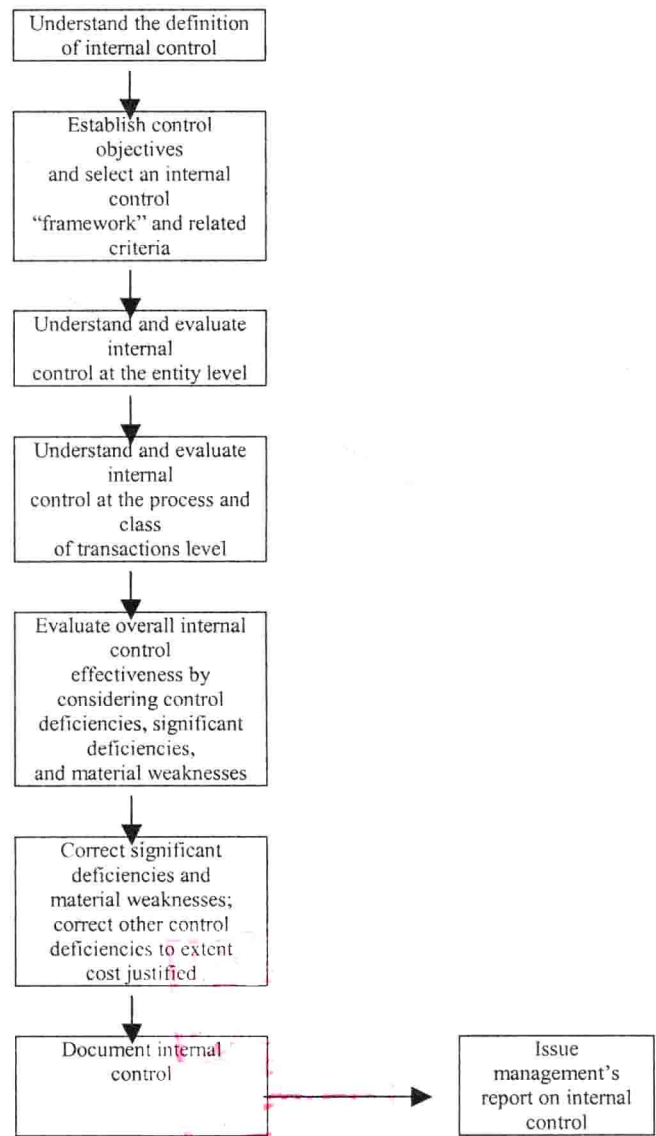 Understand the definition
of internal control
Establish control
objectives
and select an internal
control
“framework” and related
criteria
Understand and evaluate
internal
control at the entity level
Understand and evaluate
internal
control at the process and
class
of transactions level
Evaluate overall internal
control
effectiveness by
considering control
deficiencies, significant
deficiencies,
and material weaknesses
Correct significant
deficiencies and
material weaknesses;
correct other control
deficiencies to extent
cost justified
Document internal
control
Issue
management’s
report on internal
control